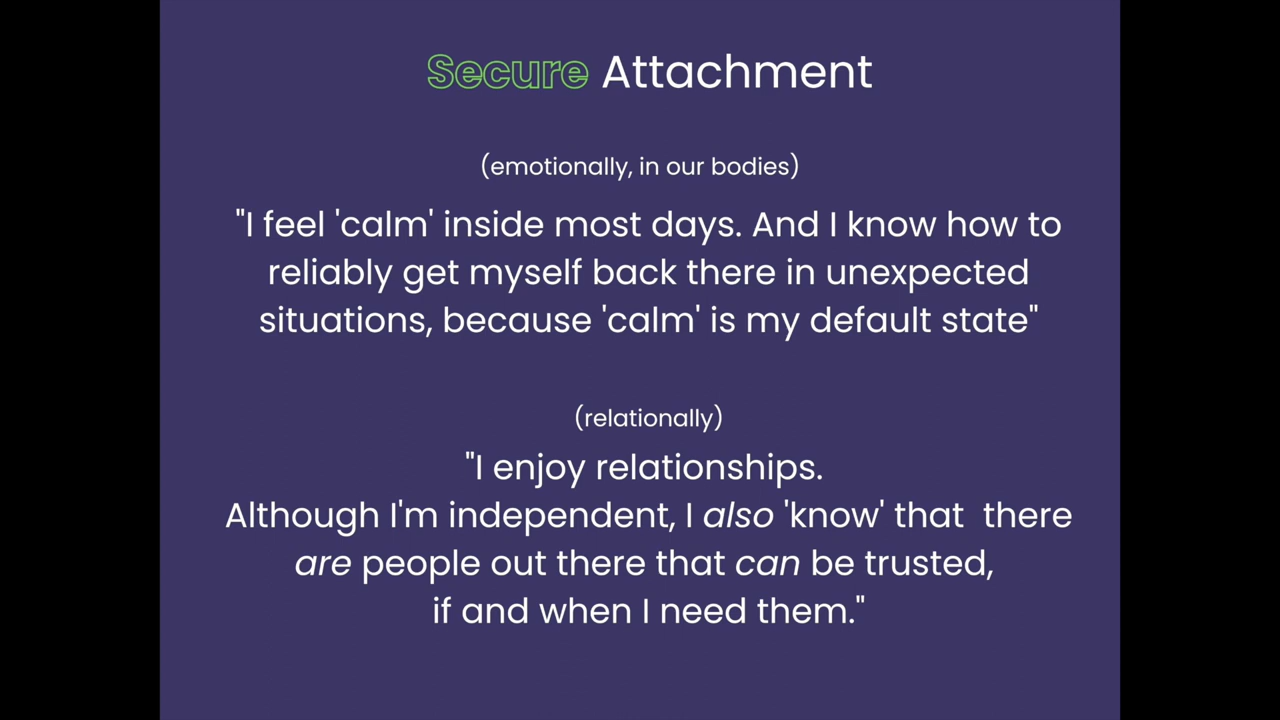 Secure Attachment
(emotionally, in our bodies)
"I feel 'calm' inside most days. And I know how to
reliably get myself back there in unexpected
situations, because 'calm' is my default state"
(relationally)
"I enjoy relationships.
Although I'm independent, I also 'know' that  there
are people out there that can be trusted,
if and when I need them."